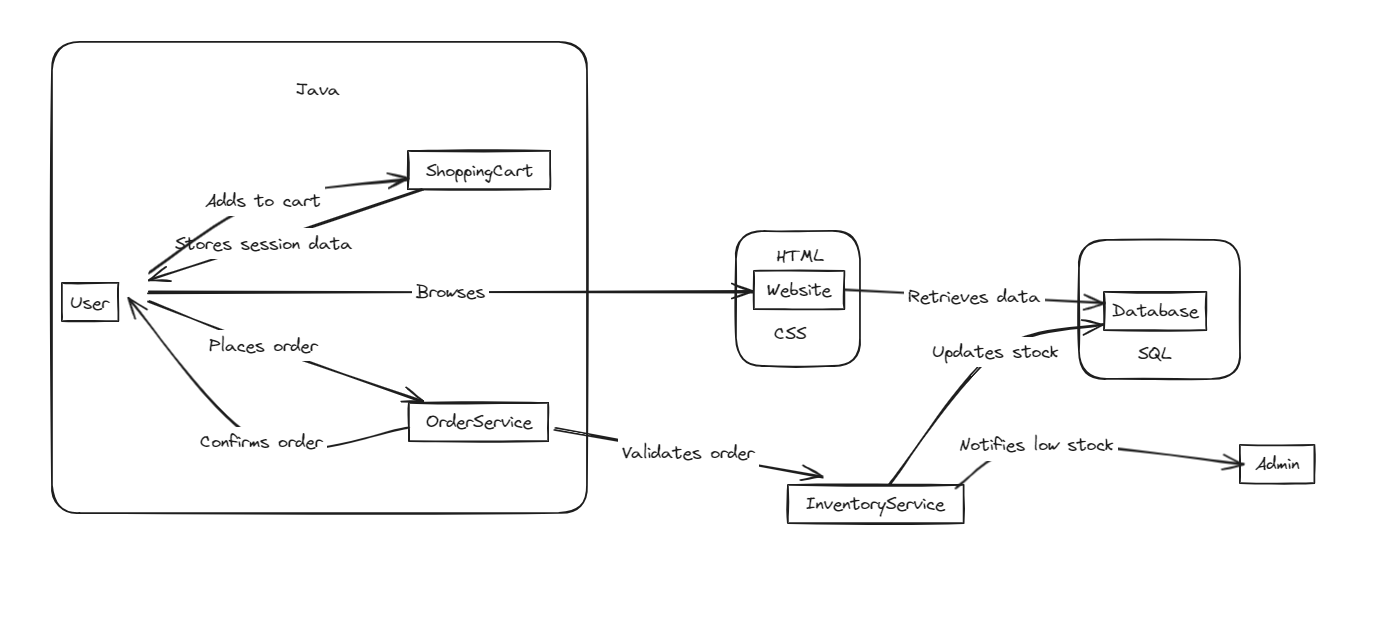 Java
ShoppingCart
Adds to cart
Stores session data
User
Browses
HTML
Website
CSS
Retrieves data
Database
SQL
Places order
Updates stock
OrderService
Confirms order
Validates order
Notifies low stock
Admin
InventoryService